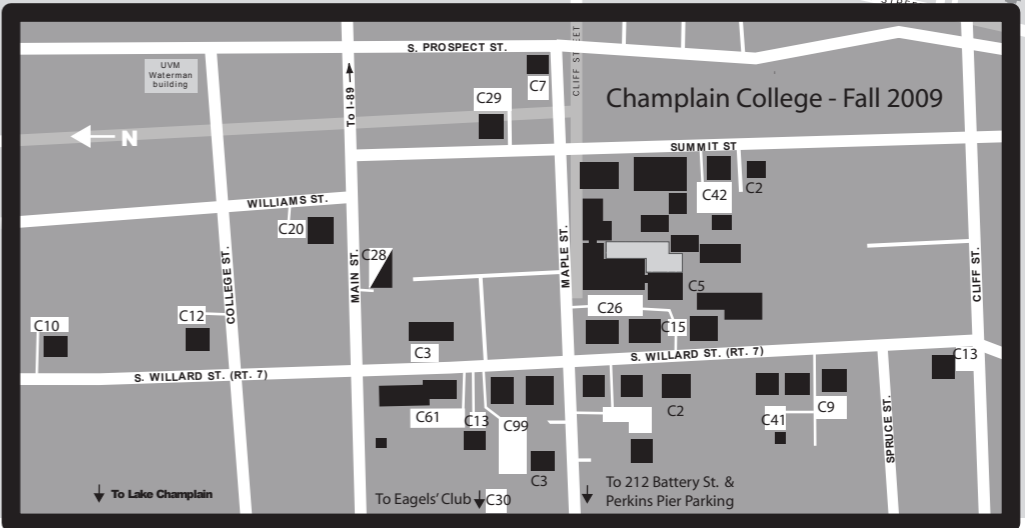 S. PROSPECT ST.
UVM
Waterman
building
To I-89
CLIFF STREET
C7
C29
Champlain College - Fall 2009
N
SUMMIT ST
C42
C2
WILLIAMS ST.
C20
COLLEGE ST.
MAIN ST.
C28
MAPLE ST.
CLIFF ST.
C5
C26
C15
C10
C12
C3
S. WILLARD ST. (RT. 7)
S. WILLARD ST. (RT. 7)
C13
C61
C13
C99
C2
C41
C9
SPRUCE ST.
C3
To Lake Champlain
To Eagels' Club
C30
To 212 Battery St. &
Perkins Pier Parking